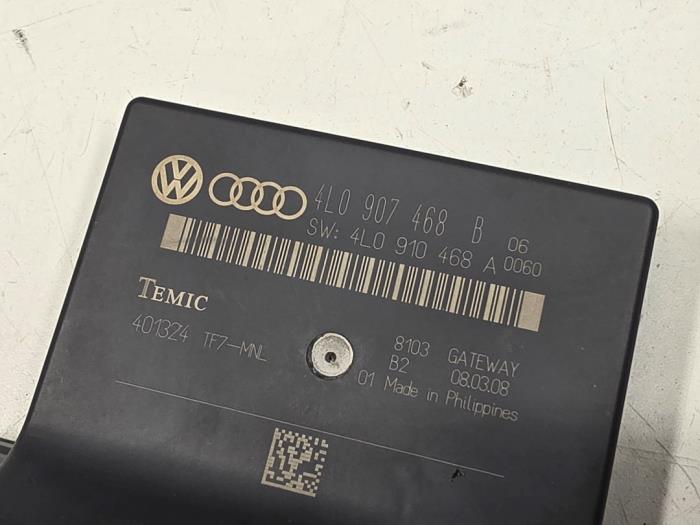 4L0 907 468 B 06
SW: 4L0 910 468 A 0060
TEMIC
401324 TF7-MNL
8103 GATEWAY
B2 08.03.08
01 Made in Philippines